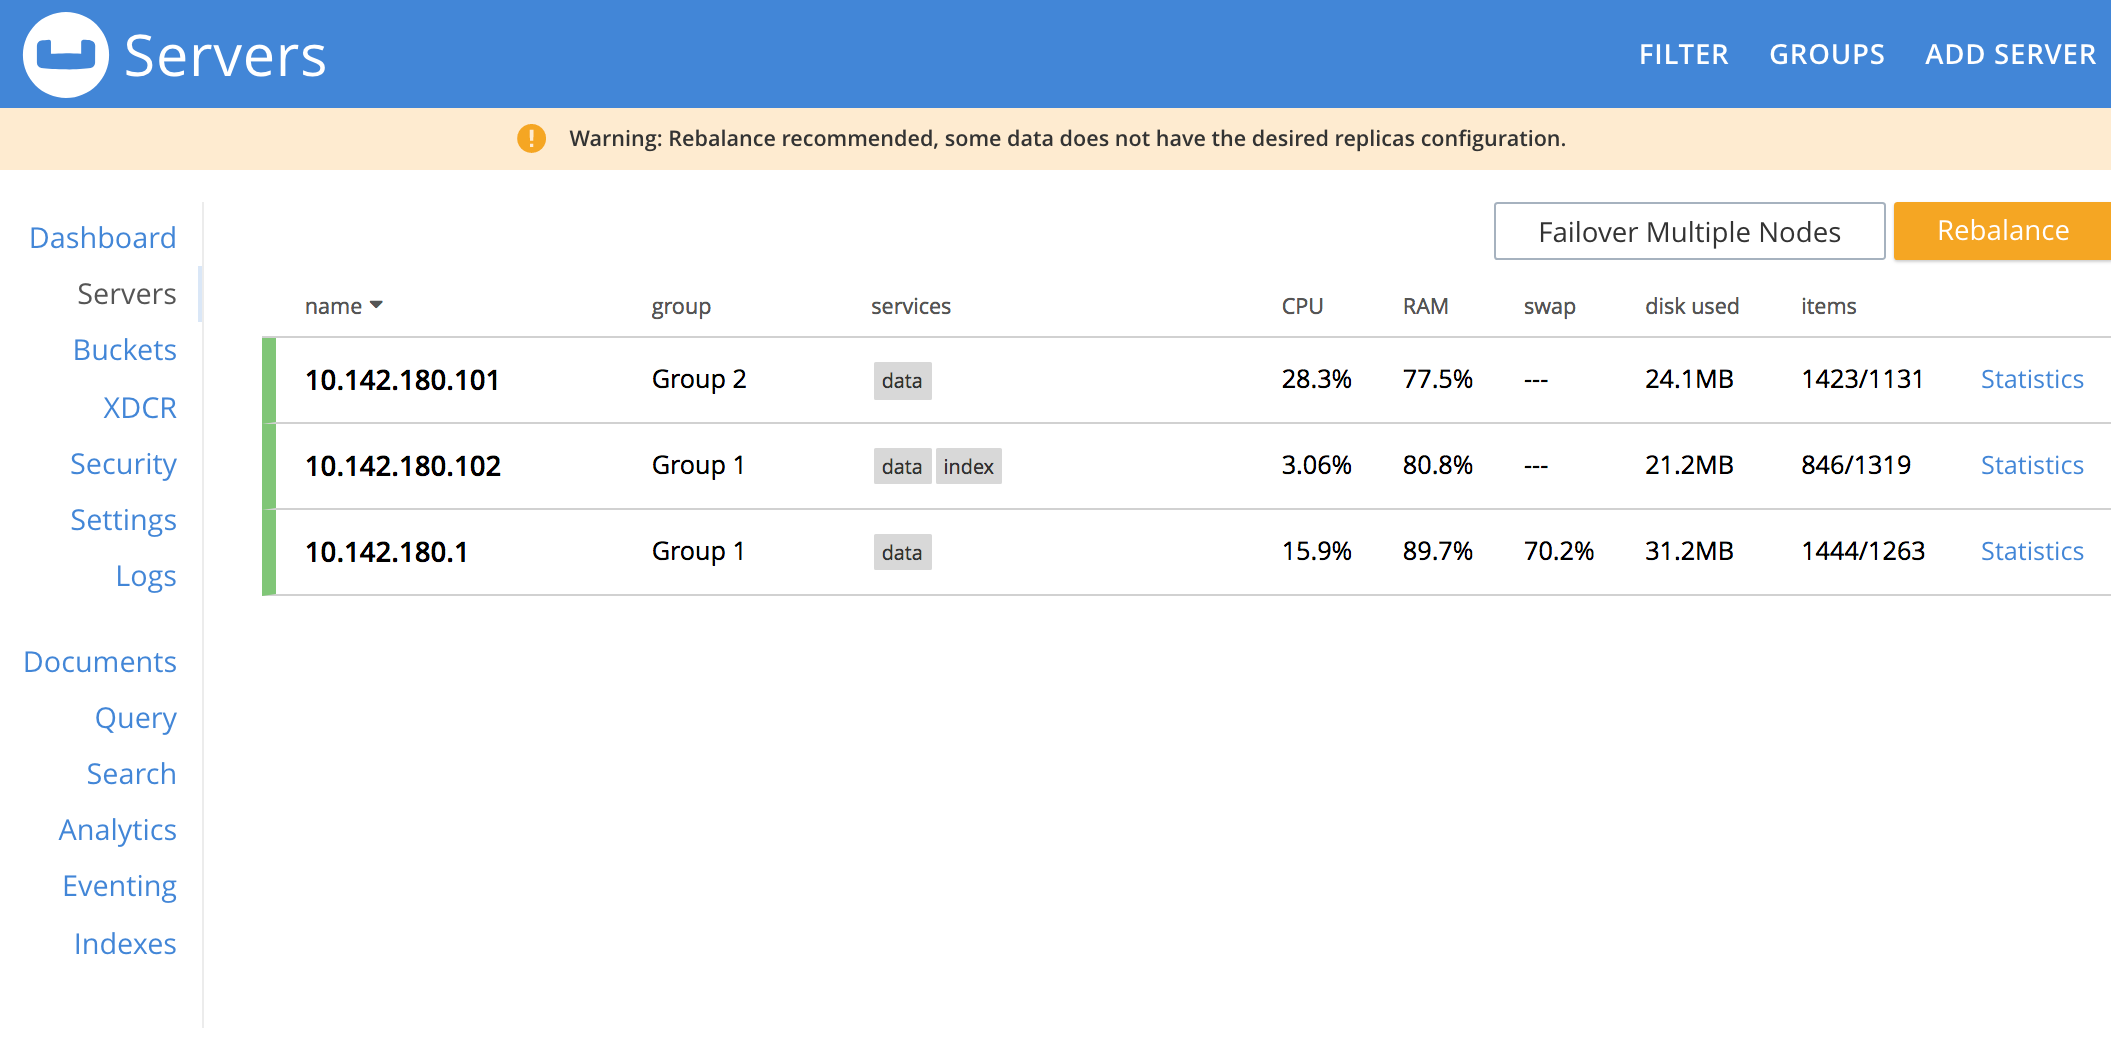 Servers
FILTER GROUPS ADD SERVER
Warning: Rebalance recommended, some data does not have the desired replicas configuration.
Dashboard
Servers
Buckets
XDCR
Security
Settings
Logs
Documents
Query
Search
Analytics
Eventing
Indexes
Failover Multiple Nodes Rebalance
name group services CPU RAM swap disk used items
10.142.180.101 Group 2 data 28.3% 77.5% --- 24.1MB 1423/1131 Statistics
10.142.180.102 Group 1 data index 3.06% 80.8% --- 21.2MB 846/1319 Statistics
10.142.180.1 Group 1 data 15.9% 89.7% 70.2% 31.2MB 1444/1263 Statistics